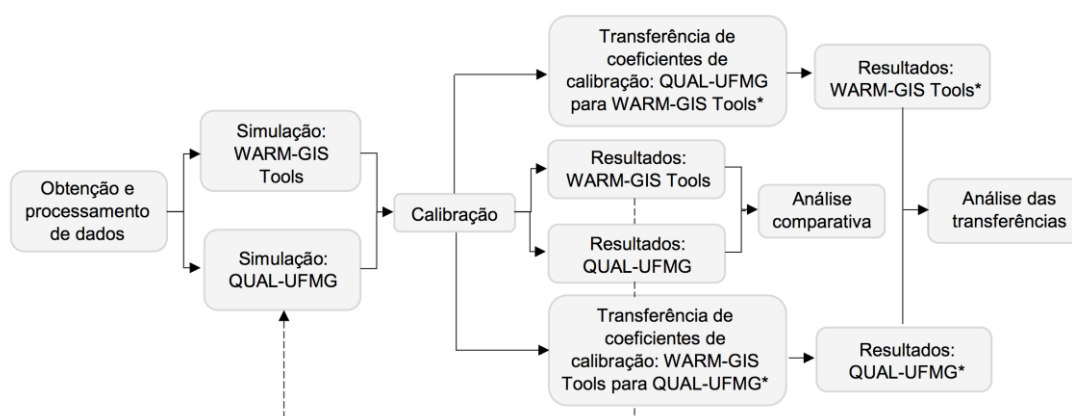 Obtenção e
processamento
de dados
Simulação:
WARM-GIS
Tools
Simulação:
QUAL-UFMG
Calibração
Transferência de
coeficientes de
calibração: QUAL-UFMG
para WARM-GIS Tools*
Resultados:
WARM-GIS Tools
Resultados:
QUAL-UFMG
Transferência de
coeficientes de
calibração: WARM-GIS
Tools para QUAL-UFMG*
Análise
comparativa
Resultados:
WARM-GIS Tools*
Resultados:
QUAL-UFMG*
Análise das
transferências